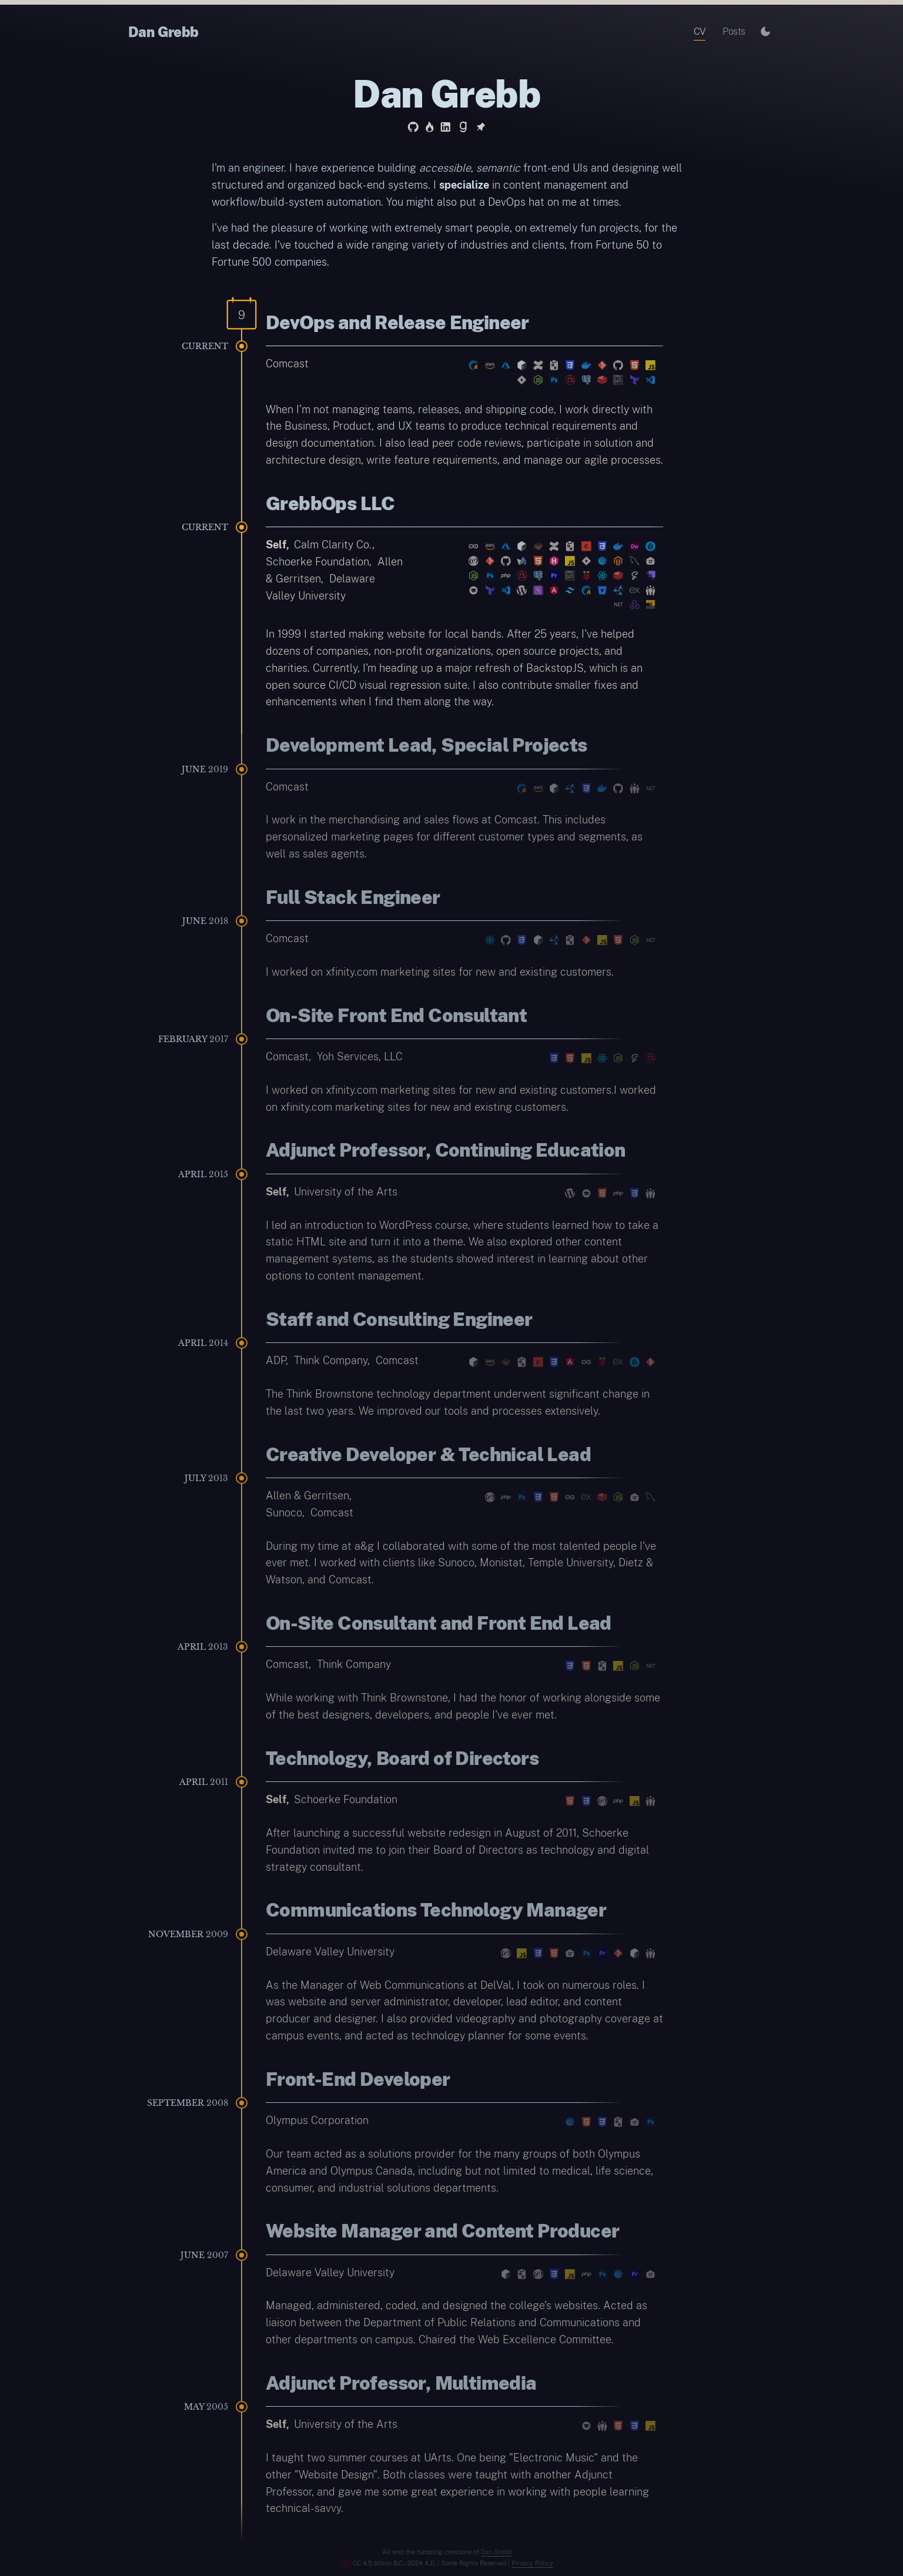 Dan Grebb
CV Posts
Dan Grebb
I'm an engineer. I have experience building accessible, semantic front-end UIs and designing well
structured and organized back-end systems. I specialize in content management and
workflow/build-system automation. You might also put a DevOps hat on me at times.
I've had the pleasure of working with extremely smart people, on extremely fun projects, for the
last decade. I've touched a wide ranging variety of industries and clients, from Fortune 50 to
Fortune 500 companies.
9
DevOps and Release Engineer
CURRENT
Comcast
When I'm not managing teams, releases, and shipping code, I work directly with
the Business, Product, and UX teams to produce technical requirements and
design documentation. I also lead peer code reviews, participate in solution and
architecture design, write feature requirements, and manage our agile processes.
GrebbOps LLC
CURRENT
Self, Calm Clarity Co.,
Schoerke Foundation, Allen
& Gerritsen, Delaware
Valley University
In 1999 I started making website for local bands. After 25 years, I've helped
dozens of companies, non-profit organizations, open source projects, and
charities. Currently, I'm heading up a major refresh of BackstopJS, which is an
open source CI/CD visual regression suite. I also contribute smaller fixes and
enhancements when I find them along the way.
Development Lead, Special Projects
JUNE 2019
Comcast
I work in the merchandising and sales flows at Comcast. This includes
personalized marketing pages for different customer types and segments, as
well as sales agents.
Full Stack Engineer
JUNE 2018
Comcast
I worked on xfinity.com marketing sites for new and existing customers.
On-Site Front End Consultant
FEBRUARY 2017
Comcast, Yoh Services, LLC
I worked on xfinity.com marketing sites for new and existing customers.I worked
on xfinity.com marketing sites for new and existing customers.
Adjunct Professor, Continuing Education
APRIL 2015
Self, University of the Arts
I led an introduction to WordPress course, where students learned how to take a
static HTML site and turn it into a theme. We also explored other content
management systems, as the students showed interest in learning about other
options to content management.
Staff and Consulting Engineer
APRIL 2014
ADP, Think Company, Comcast
The Think Brownstone technology department underwent significant change in
the last two years. We improved our tools and processes extensively.
Creative Developer & Technical Lead
JULY 2013
Allen & Gerritsen,
Sunoco, Comcast
During my time at a&g I collaborated with some of the most talented people I've
ever met. I worked with clients like Sunoco, Monistat, Temple University, Dietz &
Watson, and Comcast.
On-Site Consultant and Front End Lead
APRIL 2013
Comcast, Think Company
While working with Think Brownstone, I had the honor of working alongside some
of the best designers, developers, and people I've ever met.
Technology, Board of Directors
APRIL 2011
Self, Schoerke Foundation
After launching a successful website redesign in August of 2011, Schoerke
Foundation invited me to join their Board of Directors as technology and digital
strategy consultant.
Communications Technology Manager
NOVEMBER 2009
Delaware Valley University
As the Manager of Web Communications at DelVal, I took on numerous roles. I
was website and server administrator, developer, lead editor, and content
producer and designer. I also provided videography and photography coverage at
campus events, and acted as technology planner for some events.
Front-End Developer
SEPTEMBER 2008
Olympus Corporation
Our team acted as a solutions provider for the many groups of both Olympus
America and Olympus Canada, including but not limited to medical, life science,
consumer, and industrial solutions departments.
Website Manager and Content Producer
JUNE 2007
Delaware Valley University
Managed, administered, coded, and designed the college's websites. Acted as
liaison between the Department of Public Relations and Communications and
other departments on campus. Chaired the Web Excellence Committee.
Adjunct Professor, Multimedia
MAY 2005
Self, University of the Arts
I taught two summer courses at UArts. One being "Electronic Music" and the
other "Website Design". Both classes were taught with another Adjunct
Professor, and gave me some great experience in working with people learning
technical-savvy.
All text the fumbling creations of Dan Grebb
CC 4.5 billion B.C.-2024 A.D. | Some Rights Reserved | Privacy Policy